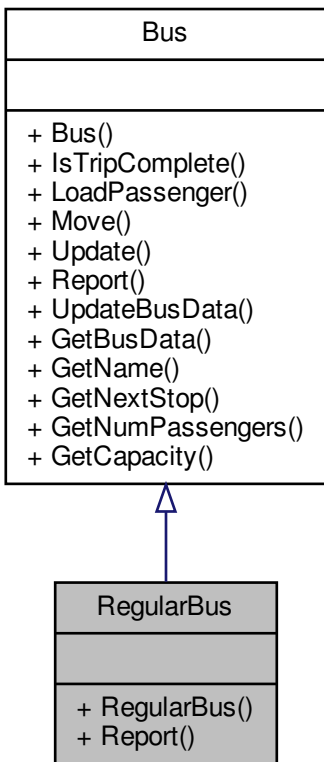 Bus
+ Bus()
+ IsTripComplete()
+ LoadPassenger()
+ Move()
+ Update()
+ Report()
+ UpdateBusData()
+ GetBusData()
+ GetName()
+ GetNextStop()
+ GetNumPassengers()
+ GetCapacity()
RegularBus
+ RegularBus()
+ Report()